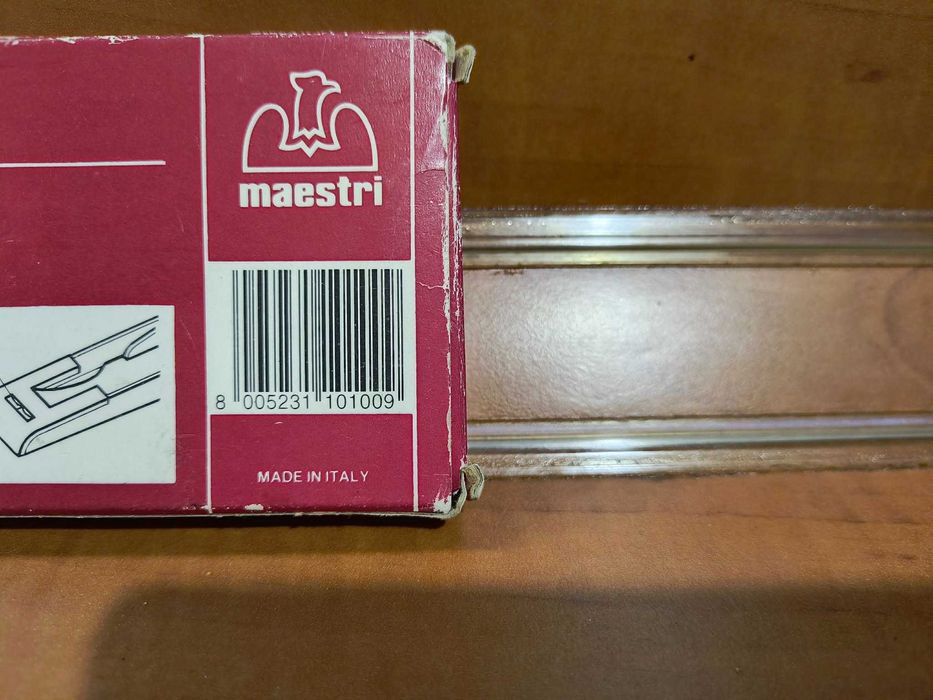 maestri
8 005231 101009
MADE IN ITALY